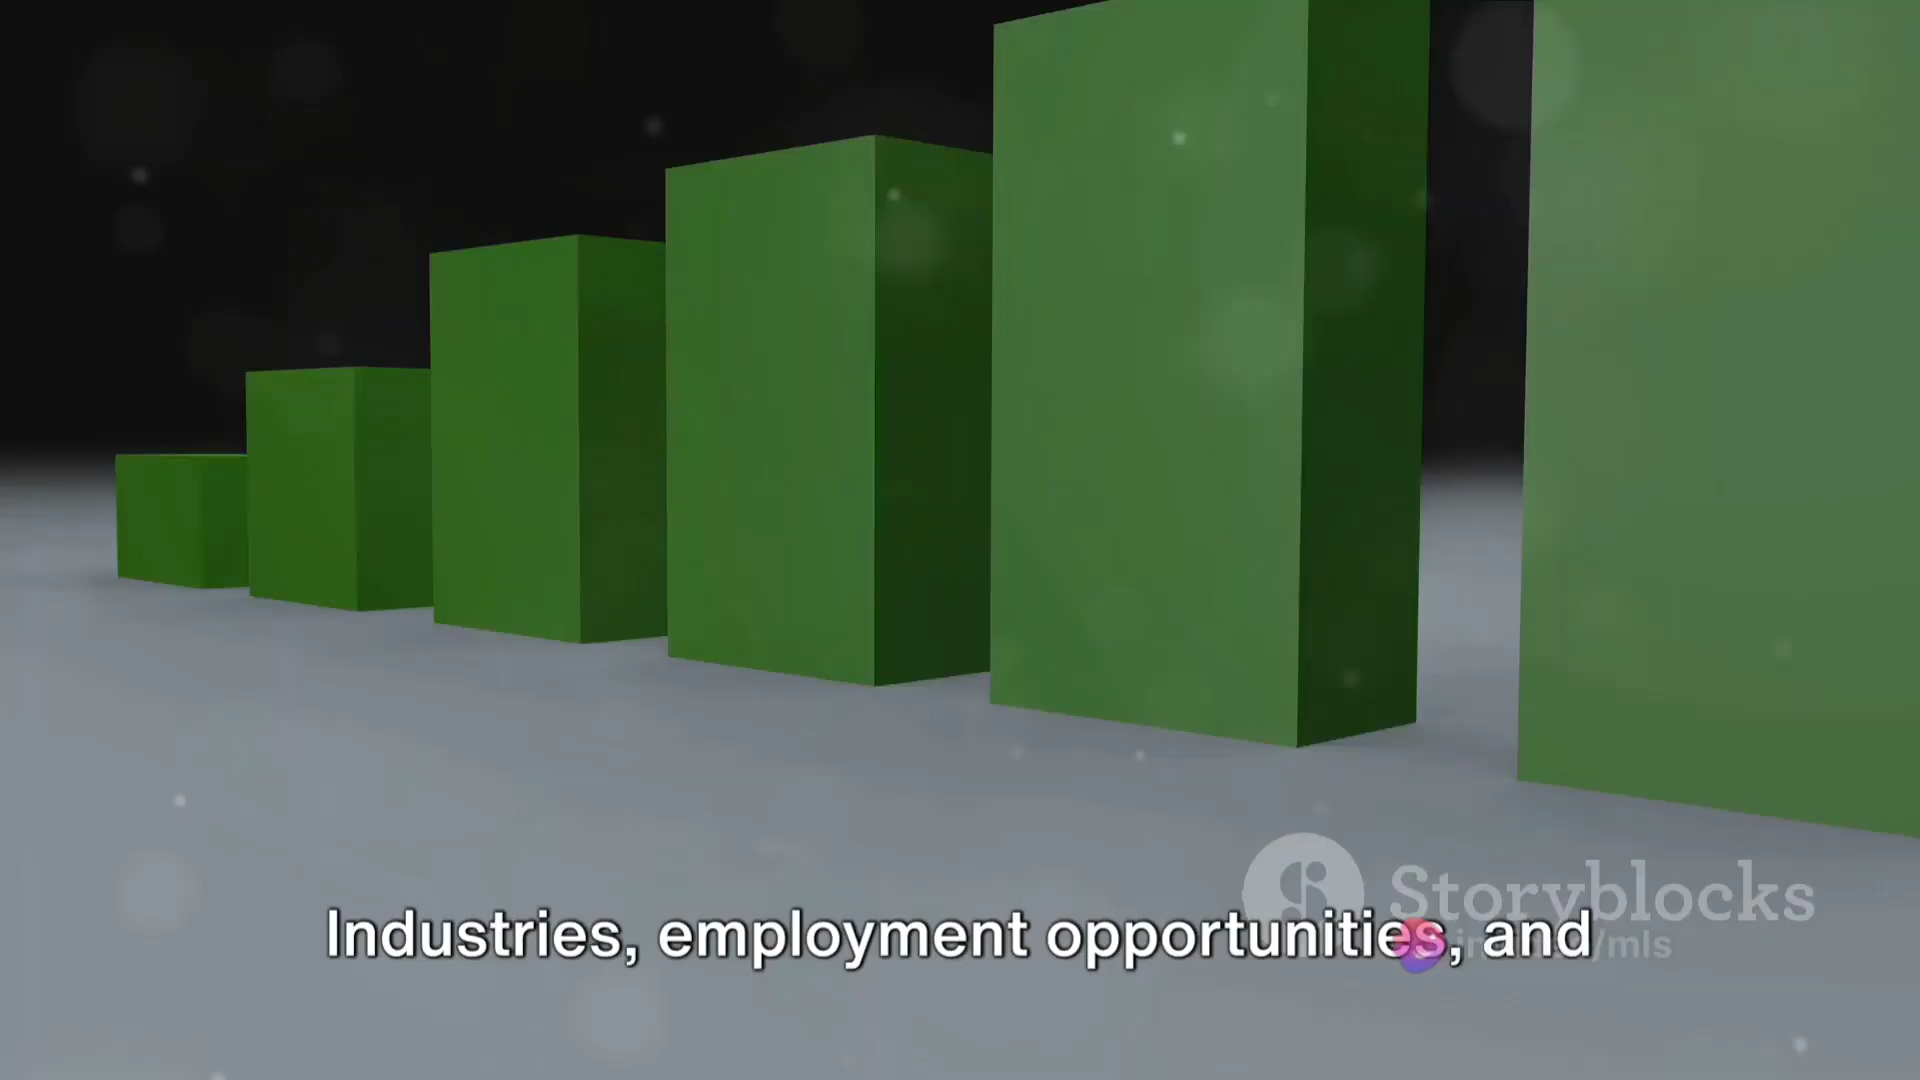 Storyblocks
Industries, employment opportunities, and